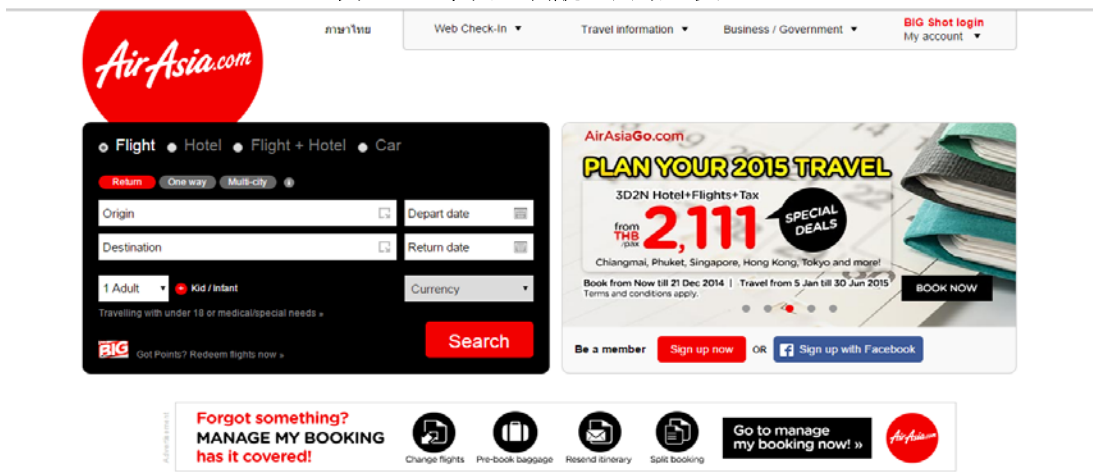 ภาษาไทย
Web Check-In
Travel information
Business / Government
BIG Shot login
My account
AirAsia.com
Flight
Hotel
Flight + Hotel
Car
Return
One way
Multi-city
Origin
Depart date
Destination
Return date
1 Adult
Kid / Infant
Currency
Travelling with under 18 or medical/special needs »
BIG
Got Points? Redeem flights now »
Search
AirAsiaGo.com
PLAN YOUR 2015 TRAVEL
3D2N Hotel+Flights+Tax
from
THB
/pax
2,111
SPECIAL
DEALS
Chiangmai, Phuket, Singapore, Hong Kong, Tokyo and more!
Book from Now till 21 Dec 2014 | Travel from 5 Jan till 30 Jun 2015
Terms and conditions apply.
BOOK NOW
Be a member
Sign up now
OR
Sign up with Facebook
Advertisement
Forgot something?
MANAGE MY BOOKING
has it covered!
Change flights
Pre-book baggage
Resend itinerary
Split booking
Go to manage
my booking now! »
AirAsia.com